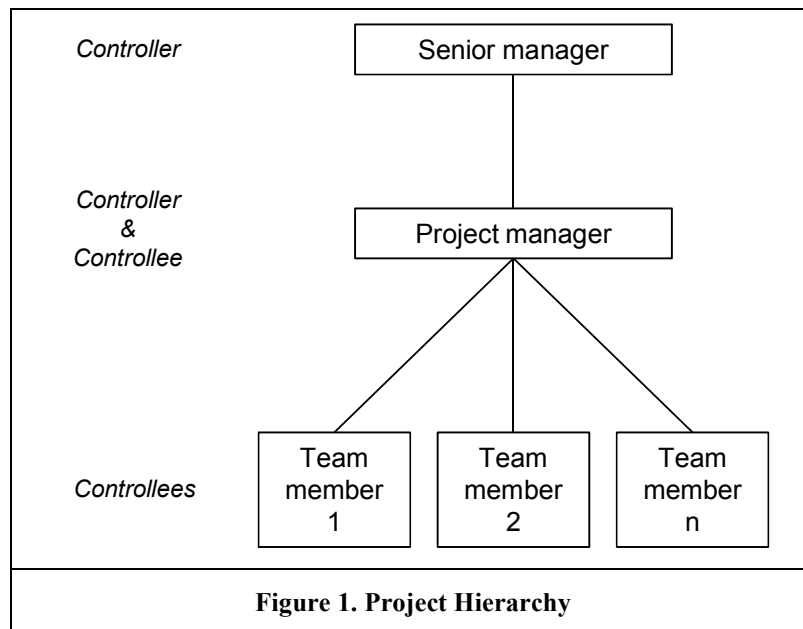 Controller
Senior manager
Controller
&
Controllee
Project manager
Controllees
Team
member
1
Team
member
2
Team
member
n
Figure 1. Project Hierarchy